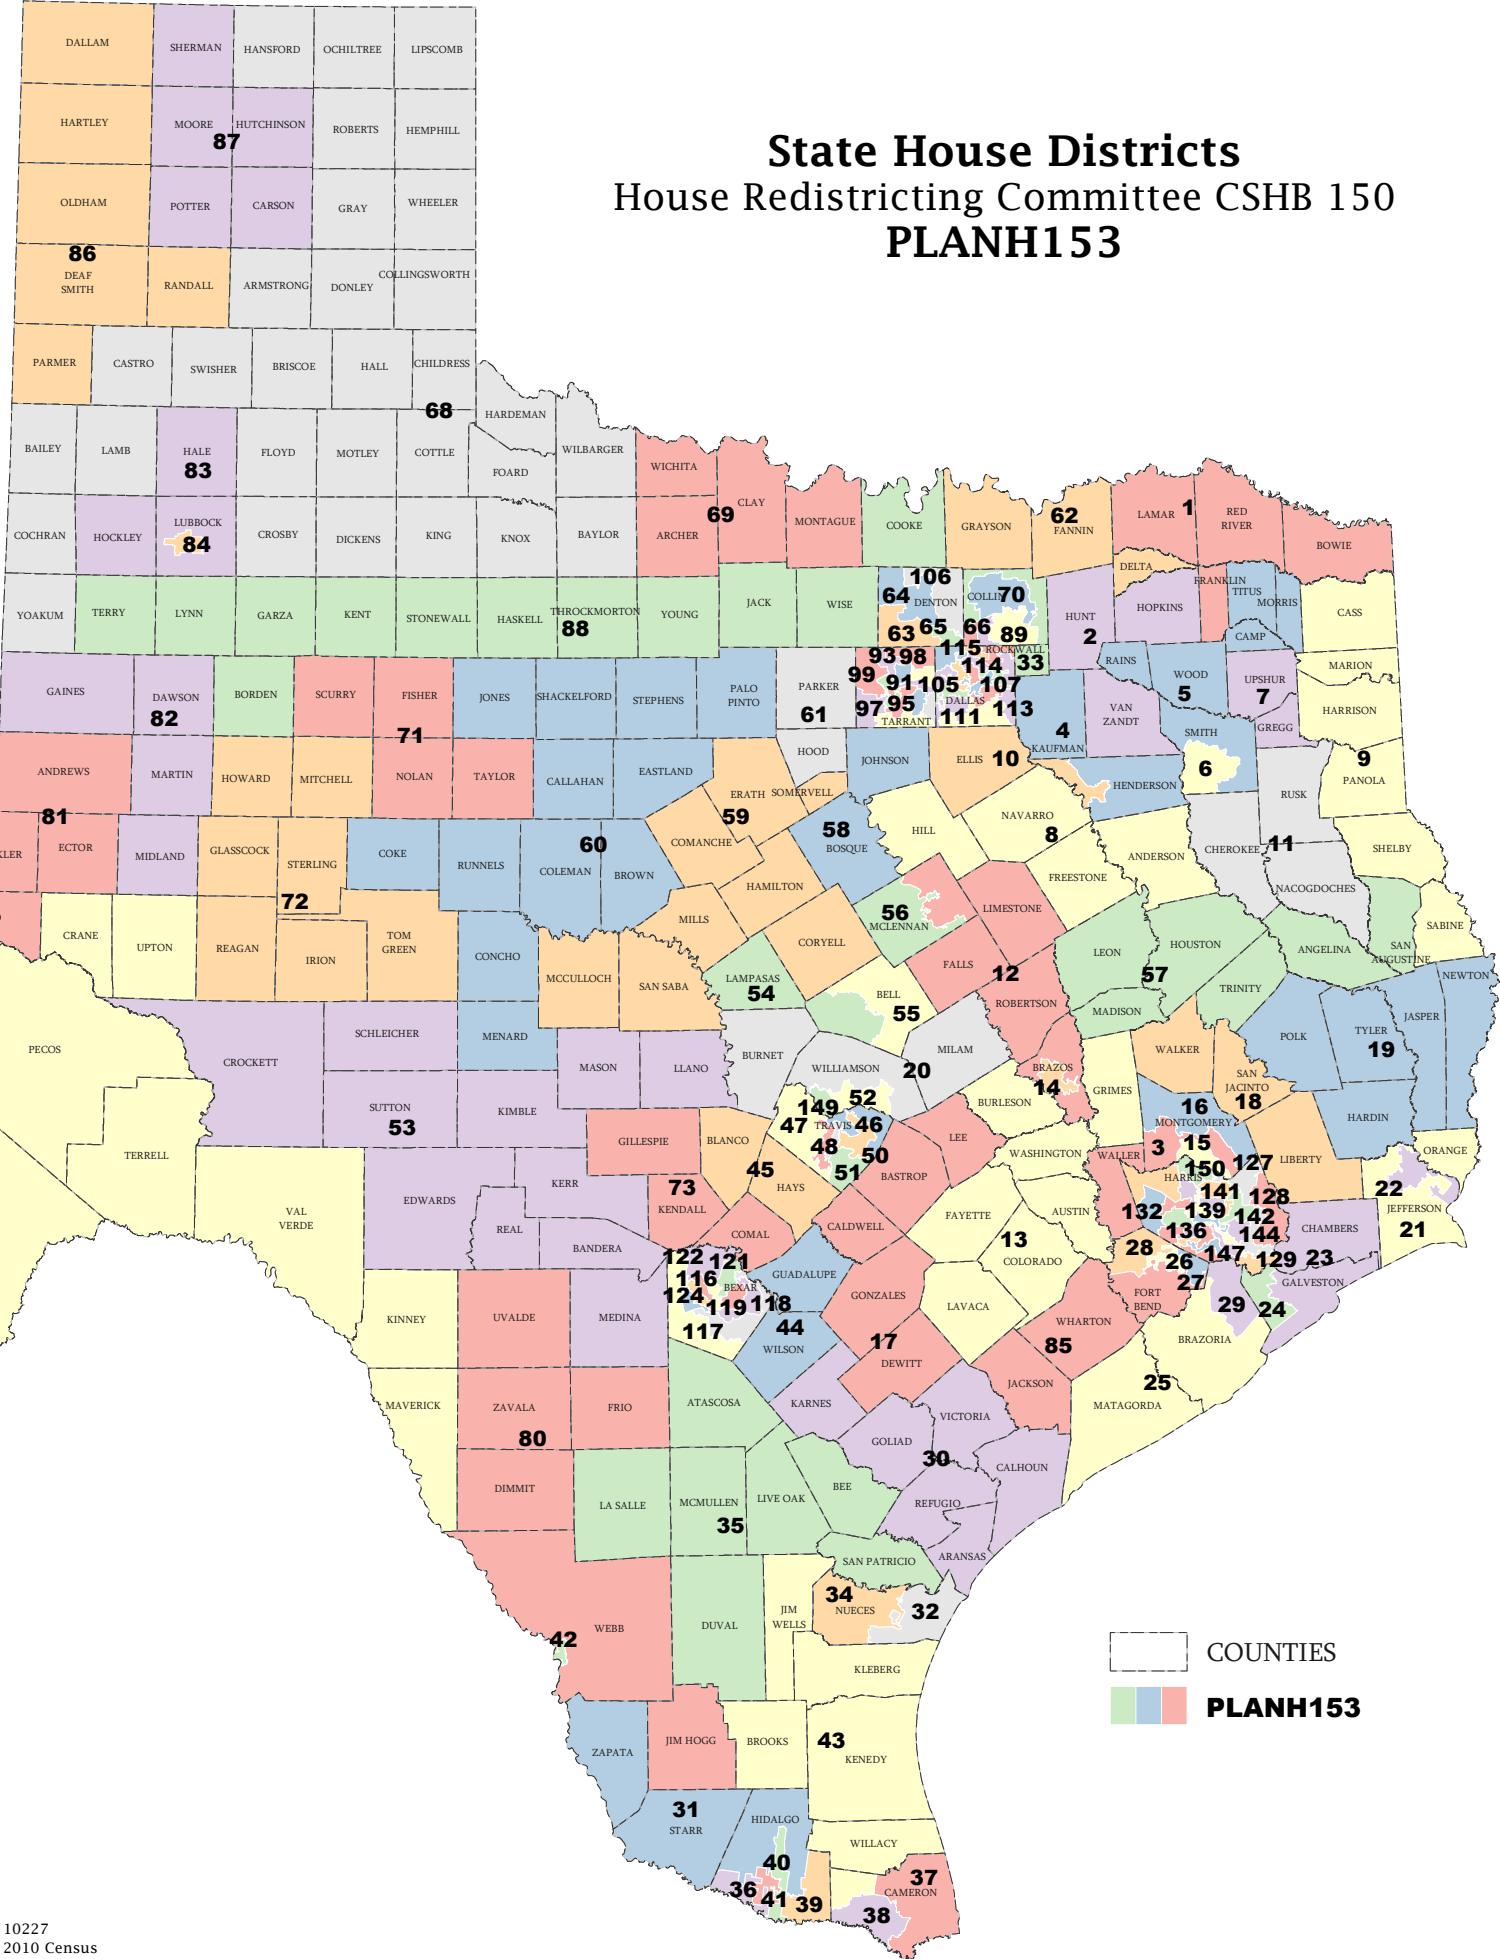 State House Districts
House Redistricting Committee CSHB 150
PLANH153
DALLAM
SHERMAN
HANSFORD
OCHILTREE
LIPSCOMB
HARTLEY
MOORE
HUTCHINSON
ROBERTS
HEMPHILL
87
OLDHAM
POTTER
CARSON
GRAY
WHEELER
86
DEAF
SMITH
RANDALL
ARMSTRONG
DONLEY
COLLINGSWORTH
PARMER
CASTRO
SWISHER
BRISCOE
HALL
CHILDRESS
68
HARDEMAN
BAILEY
LAMB
HALE
83
FLOYD
MOTLEY
COTTLE
FOARD
WILBARGER
WICHITA
CLAY
69
COCHRAN
HOCKLEY
LUBBOCK
84
CROSBY
DICKENS
KING
KNOX
BAYLOR
ARCHER
MONTAGUE
COOKE
GRAYSON
62
FANNIN
LAMAR
1
RED
RIVER
BOWIE
YOAKUM
TERRY
LYNN
GARZA
KENT
STONEWALL
HASKELL
THROCKMORTON
88
YOUNG
JACK
WISE
106
64
DENTON
63
65
66
COLLIN
70
89
DELTA
HUNT
2
HOPKINS
FRANKLIN
TITUS
MORRIS
CAMP
CASS
MARION
GAINES
DAWSON
82
BORDEN
SCURRY
FISHER
71
JONES
SHACKELFORD
STEPHENS
PALO
PINTO
PARKER
61
93
98
99
91
97
95
TARRANT
115
114
105
107
DALLAS
111
113
ROCKWALL
33
RAINS
WOOD
5
UPSHUR
7
GREGG
HARRISON
VAN
ZANDT
4
KAUFMAN
SMITH
6
9
PANOLA
ANDREWS
81
MARTIN
HOWARD
MITCHELL
NOLAN
TAYLOR
CALLAHAN
EASTLAND
ERATH
59
HOOD
SOMERVELL
JOHNSON
ELLIS
10
HENDERSON
RUSK
KLER
ECTOR
MIDLAND
GLASSCOCK
STERLING
72
COKE
RUNNELS
COLEMAN
60
BROWN
COMANCHE
58
BOSQUE
HILL
NAVARRO
8
ANDERSON
CHEROKEE
11
NACOGDOCHES
SHELBY
HAMILTON
MILLS
FREESTONE
LIMESTONE
56
MCLENNAN
CRANE
UPTON
REAGAN
IRION
TOM
GREEN
CONCHO
MCCULLOCH
SAN SABA
LAMPASAS
54
CORYELL
BELL
55
FALLS
12
ROBERTSON
LEON
57
HOUSTON
TRINITY
MADISON
ANGELINA
SAN
AUGUSTINE
SABINE
NEWTON
PECOS
CROCKETT
SCHLEICHER
MENARD
MASON
LLANO
BURNET
WILLIAMSON
20
MILAM
BRAZOS
14
GRIMES
WALKER
SAN
JACINTO
18
POLK
TYLER
19
JASPER
HARDIN
TERRELL
SUTTON
53
KIMBLE
GILLESPIE
BLANCO
149
52
47
TRAVIS
46
48
50
51
BURLESON
LEE
BASTROP
WASHINGTON
16
MONTGOMERY
3
15
WALLER
HARRIS
150
127
LIBERTY
ORANGE
22
JEFFERSON
21
VAL
VERDE
EDWARDS
REAL
KERR
BANDERA
73
KENDALL
45
HAYS
COMAL
CALDWELL
FAYETTE
AUSTIN
13
COLORADO
132
141
128
139
142
136
144
147
129
CHAMBERS
23
GALVESTON
24
28
26
27
FORT
BEND
29
BRAZORIA
KINNEY
UVALDE
MEDINA
122
121
116
BEXAR
124
119
118
117
GUADALUPE
44
WILSON
GONZALES
17
DEWITT
LAVACA
WHARTON
85
JACKSON
25
MATAGORDA
MAVERICK
ZAVALA
80
FRIO
ATASCOSA
KARNES
VICTORIA
GOLIAD
30
CALHOUN
DIMMIT
LA SALLE
MCMULLEN
35
LIVE OAK
BEE
REFUGIO
ARANSAS
SAN PATRICIO
WEBB
42
DUVAL
JIM
WELLS
34
NUECES
32
KLEBERG
ZAPATA
JIM HOGG
BROOKS
43
KENEDY
31
STARR
HIDALGO
WILLACY
40
36
41
39
37
CAMERON
38
COUNTIES
PLANH153
10227
2010 Census